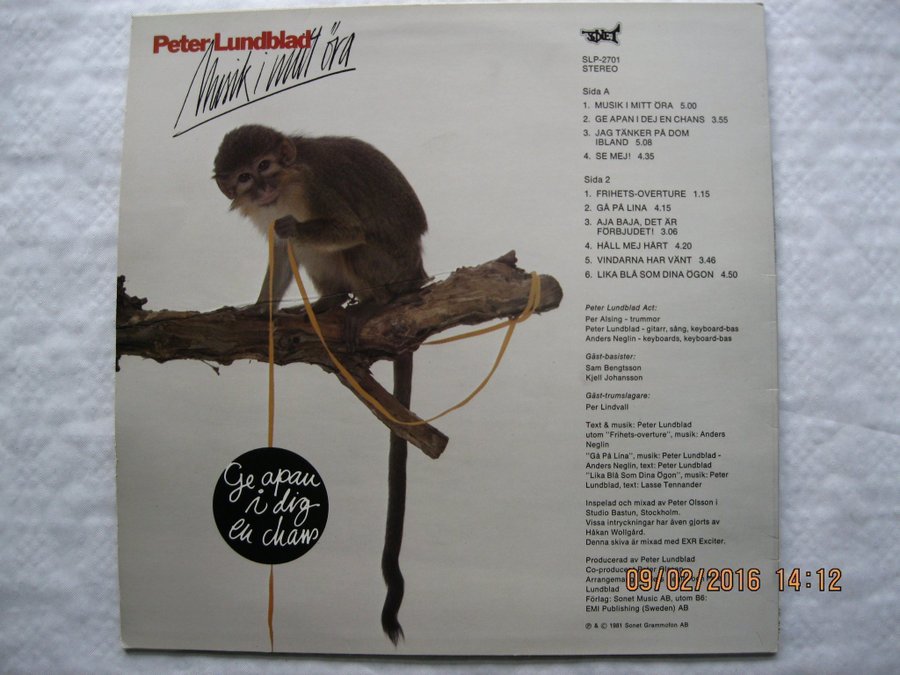 Peter Lundblad
Musik i mitt öra
SONET
SLP-2701
STEREO
Sida A
1. MUSIK I MITT ÖRA 5.00
2. GE APAN I DEJ EN CHANS 3.55
3. JAG TÄNKER PÅ DOM
IBLAND 5.08
4. SE MEJ! 4.35
Sida 2
1. FRIHETS-OVERTURE 1.15
2. GÅ PÅ LINA 4.15
3. AJA BAJA, DET ÄR
FÖRBJUDET! 3.06
4. HÅLL MEJ HÅRT 4.20
5. VINDARNA HAR VÄNT 3.46
6. LIKA BLÅ SOM DINA ÖGON 4.50
Peter Lundblad Act:
Per Alsing - trummor
Peter Lundblad - gitarr, sång, keyboard-bas
Anders Neglin - keyboards, keyboard-bas
Gäst-basister:
Sam Bengtsson
Kjell Johansson
Gäst-trumslagare:
Per Lindvall
Text & musik: Peter Lundblad
utom "Frihets-overture", musik: Anders
Neglin
"Gå På Lina", musik: Peter Lundblad -
Anders Neglin, text: Peter Lundblad
"Lika Blå Som Dina Ögon", musik: Peter
Lundblad, text: Lasse Tennander
Inspelad och mixad av Peter Olsson i
Studio Bastun, Stockholm.
Vissa intryckningar har även gjorts av
Håkan Wollgård.
Denna skiva är mixad med EXR Exciter.
Producerad av Peter Lundblad
Co-producent
Arrangemang
Lundblad
Förlag: Sonet Music AB, utom B6:
EMI Publishing (Sweden) AB
℗ & © 1981 Sonet Grammofon AB
Ge apan
i dig
en chans
09/02/2016 14:12